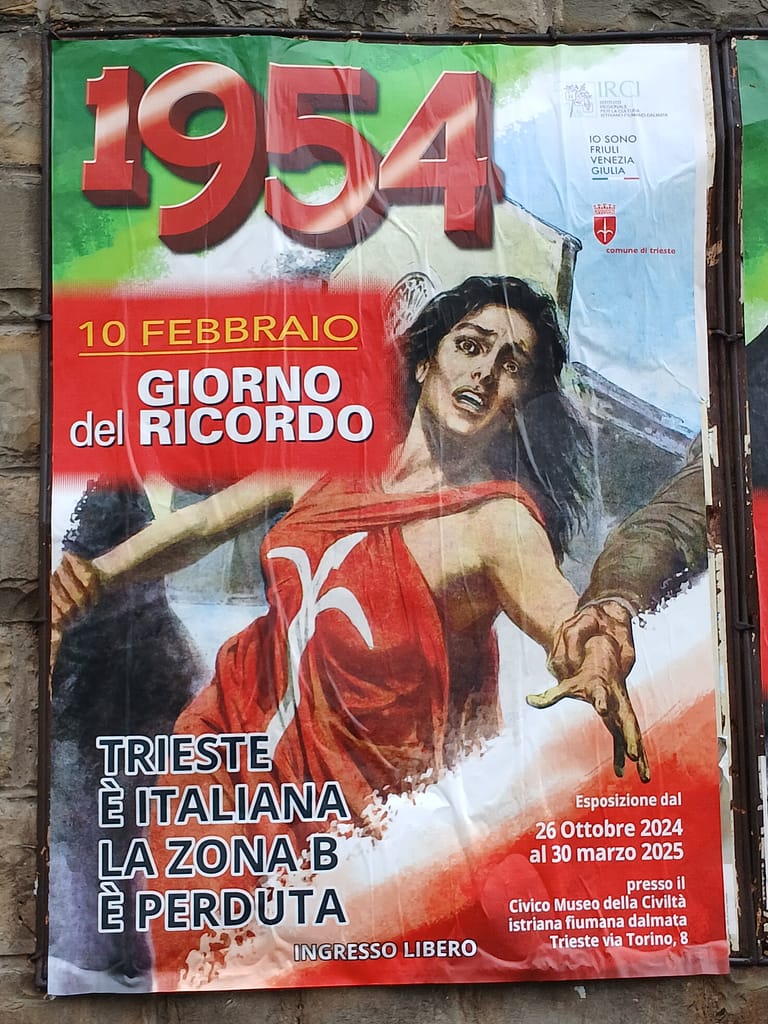 1954
IRCI
ISTITUTO
REGIONALE
PER LA CULTURA
ISTRIANO-FIUMANO-DALMATA
IO SONO
FRIULI
VENEZIA
GIULIA
comune di trieste
10 FEBBRAIO
GIORNO
del RICORDO
TRIESTE
È ITALIANA
LA ZONA B
È PERDUTA
Esposizione dal
26 Ottobre 2024
al 30 marzo 2025
presso il
Civico Museo della Civiltà
istriana fiumana dalmata
Trieste via Torino, 8
INGRESSO LIBERO